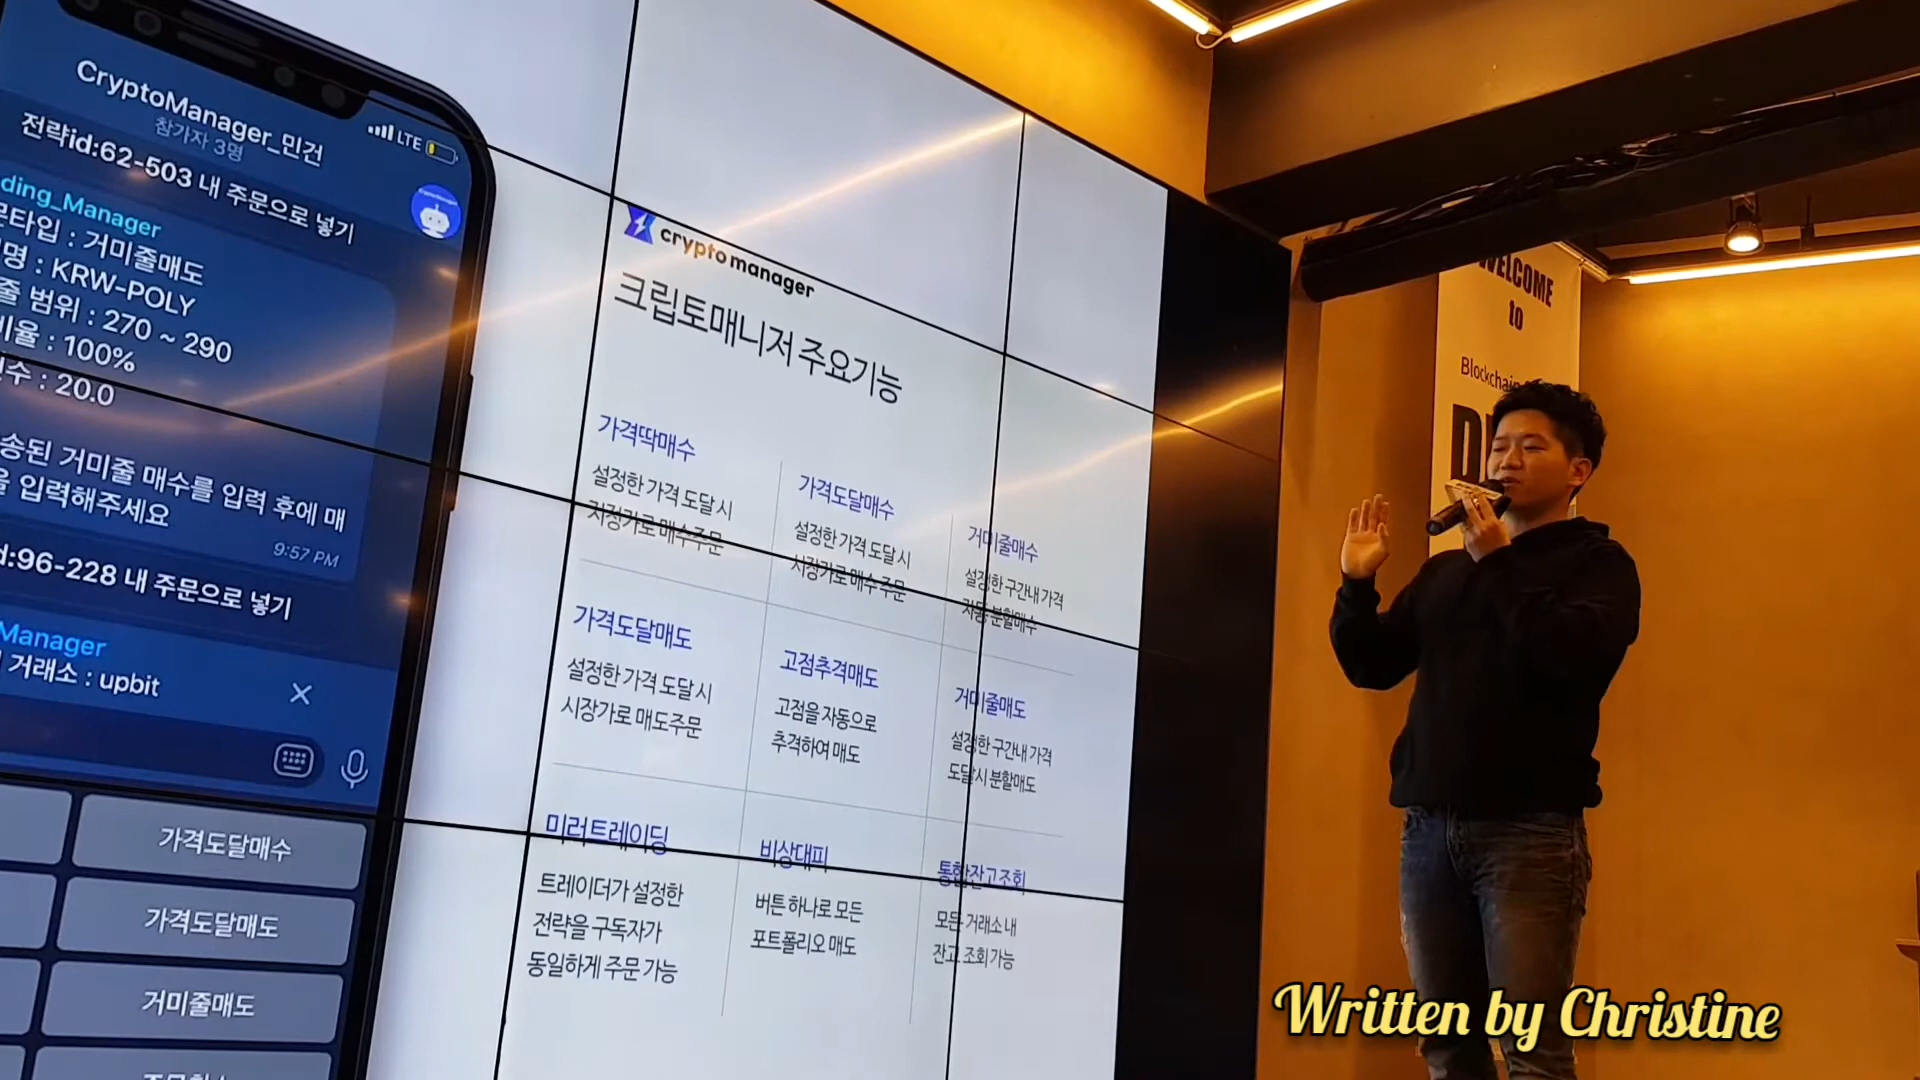 CryptoManager_민건
참가자 3명
LTE
전략id:62-503 내 주문으로 넣기
ding_Manager
타입 : 거미줄매도
명 : KRW-POLY
줄 범위 : 270 ~ 290
비율 : 100%
수 : 20.0
송된 거미줄 매수를 입력 후에 매
을 입력해주세요
9:57 PM
d:96-228 내 주문으로 넣기
Manager
거래소 : upbit
가격도달매수
가격도달매도
거미줄매도
cryptomanager
크립토매니저 주요기능
가격딱매수
설정한 가격 도달 시
지정가로 매수주문
가격도달매수
설정한 가격 도달 시
시장가로 매수 주문
거미줄매수
설정한 구간내 가격
자동 분할매수
가격도달매도
설정한 가격 도달 시
시장가로 매도주문
고점추격매도
고점을 자동으로
추격하여 매도
거미줄매도
설정한 구간내 가격
도달시 분할매도
미러트레이딩
트레이더가 설정한
전략을 구독자가
동일하게 주문 가능
비상대피
버튼 하나로 모든
포트폴리오 매도
통합잔고조회
모든 거래소 내
잔고 조회 가능
WELCOME
to
Blockchain
D
Written by Christine